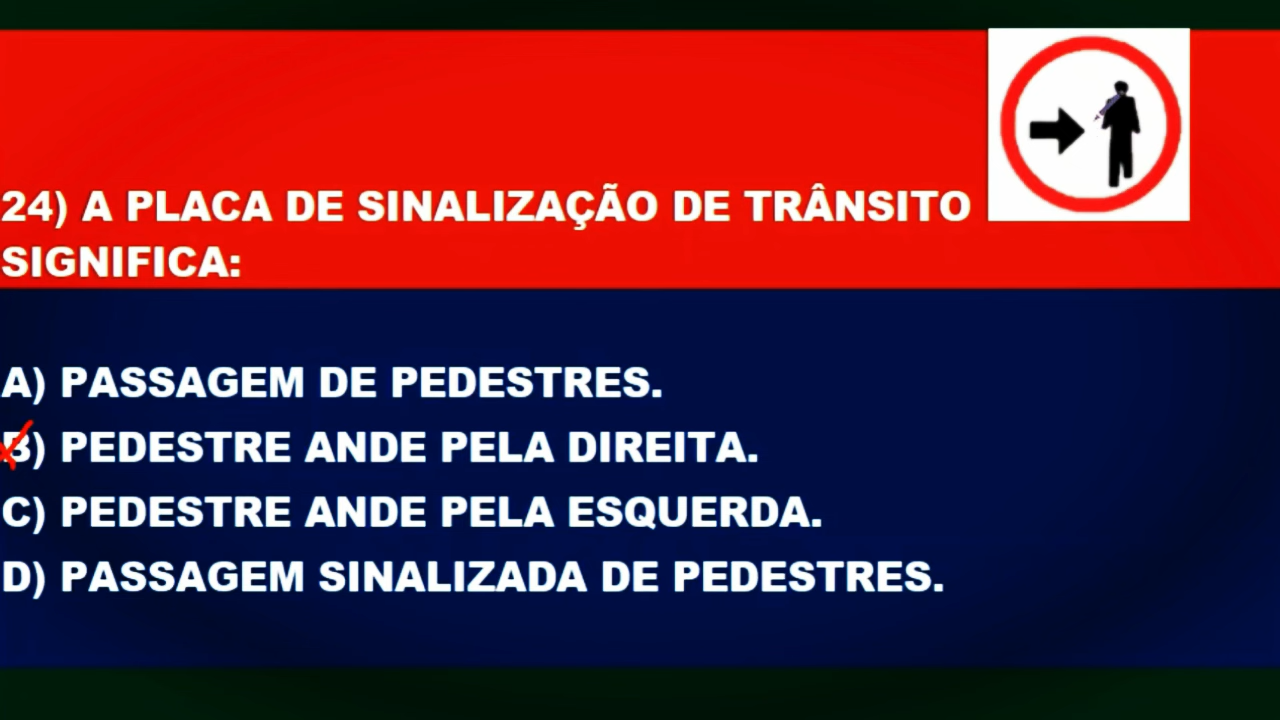 24) A PLACA DE SINALIZAÇÃO DE TRÂNSITO
SIGNIFICA:
A) PASSAGEM DE PEDESTRES.
B) PEDESTRE ANDE PELA DIREITA.
C) PEDESTRE ANDE PELA ESQUERDA.
D) PASSAGEM SINALIZADA DE PEDESTRES.